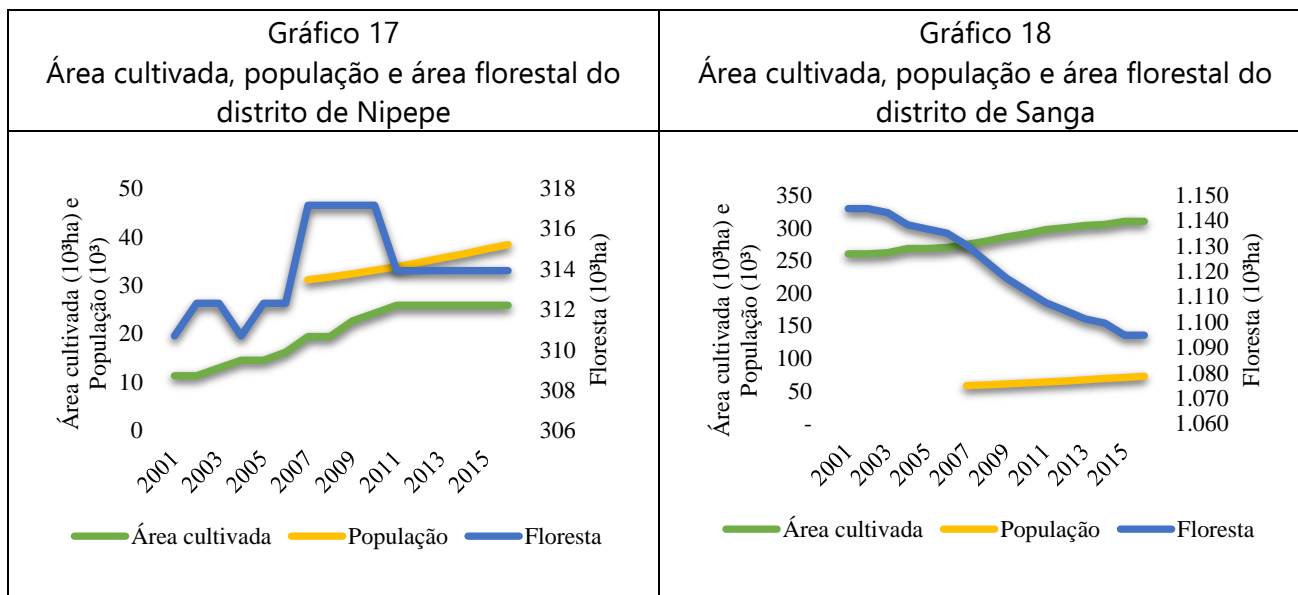 Gráfico 17
Área cultivada, população e área florestal do
distrito de Nipepe
Área cultivada (10³ha) e
População (10³)
50
40
30
20
10
0
318
316
314
312
310
308
306
Floresta (10³ha)
2001
2003
2005
2007
2009
2011
2013
2015
Área cultivada
População
Floresta
Gráfico 18
Área cultivada, população e área florestal do
distrito de Sanga
Área cultivada (10³ha) e
População (10³)
350
300
250
200
150
100
50
-
1.150
1.140
1.130
1.120
1.110
1.100
1.090
1.080
1.070
1.060
Floresta (10³ha)
2001
2003
2005
2007
2009
2011
2013
2015
Área cultivada
População
Floresta